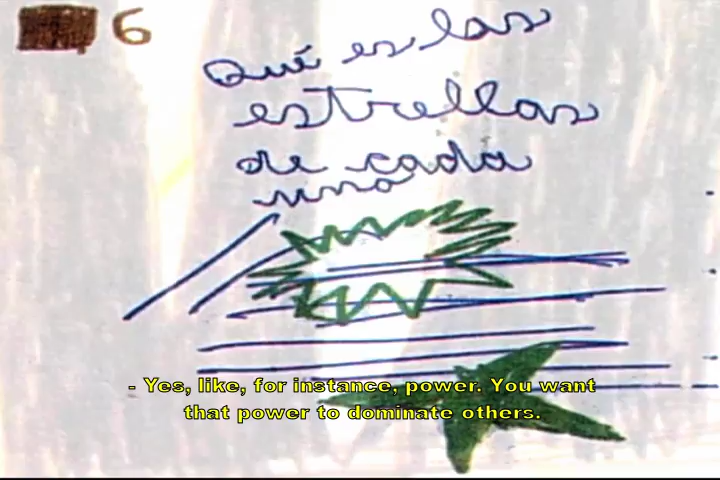 6
Qué es las
estrellas
de cada
uno
- Yes, like, for instance, power. You want
that power to dominate others.